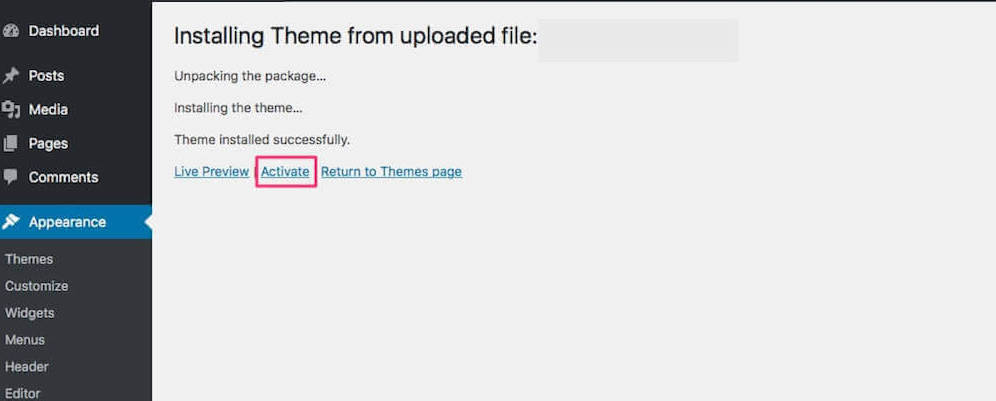 Dashboard
Posts
Media
Pages
Comments
Appearance
Themes
Customize
Widgets
Menus
Header
Editor
Installing Theme from uploaded file:
Unpacking the package...
Installing the theme...
Theme installed successfully.
Live Preview | Activate Return to Themes page